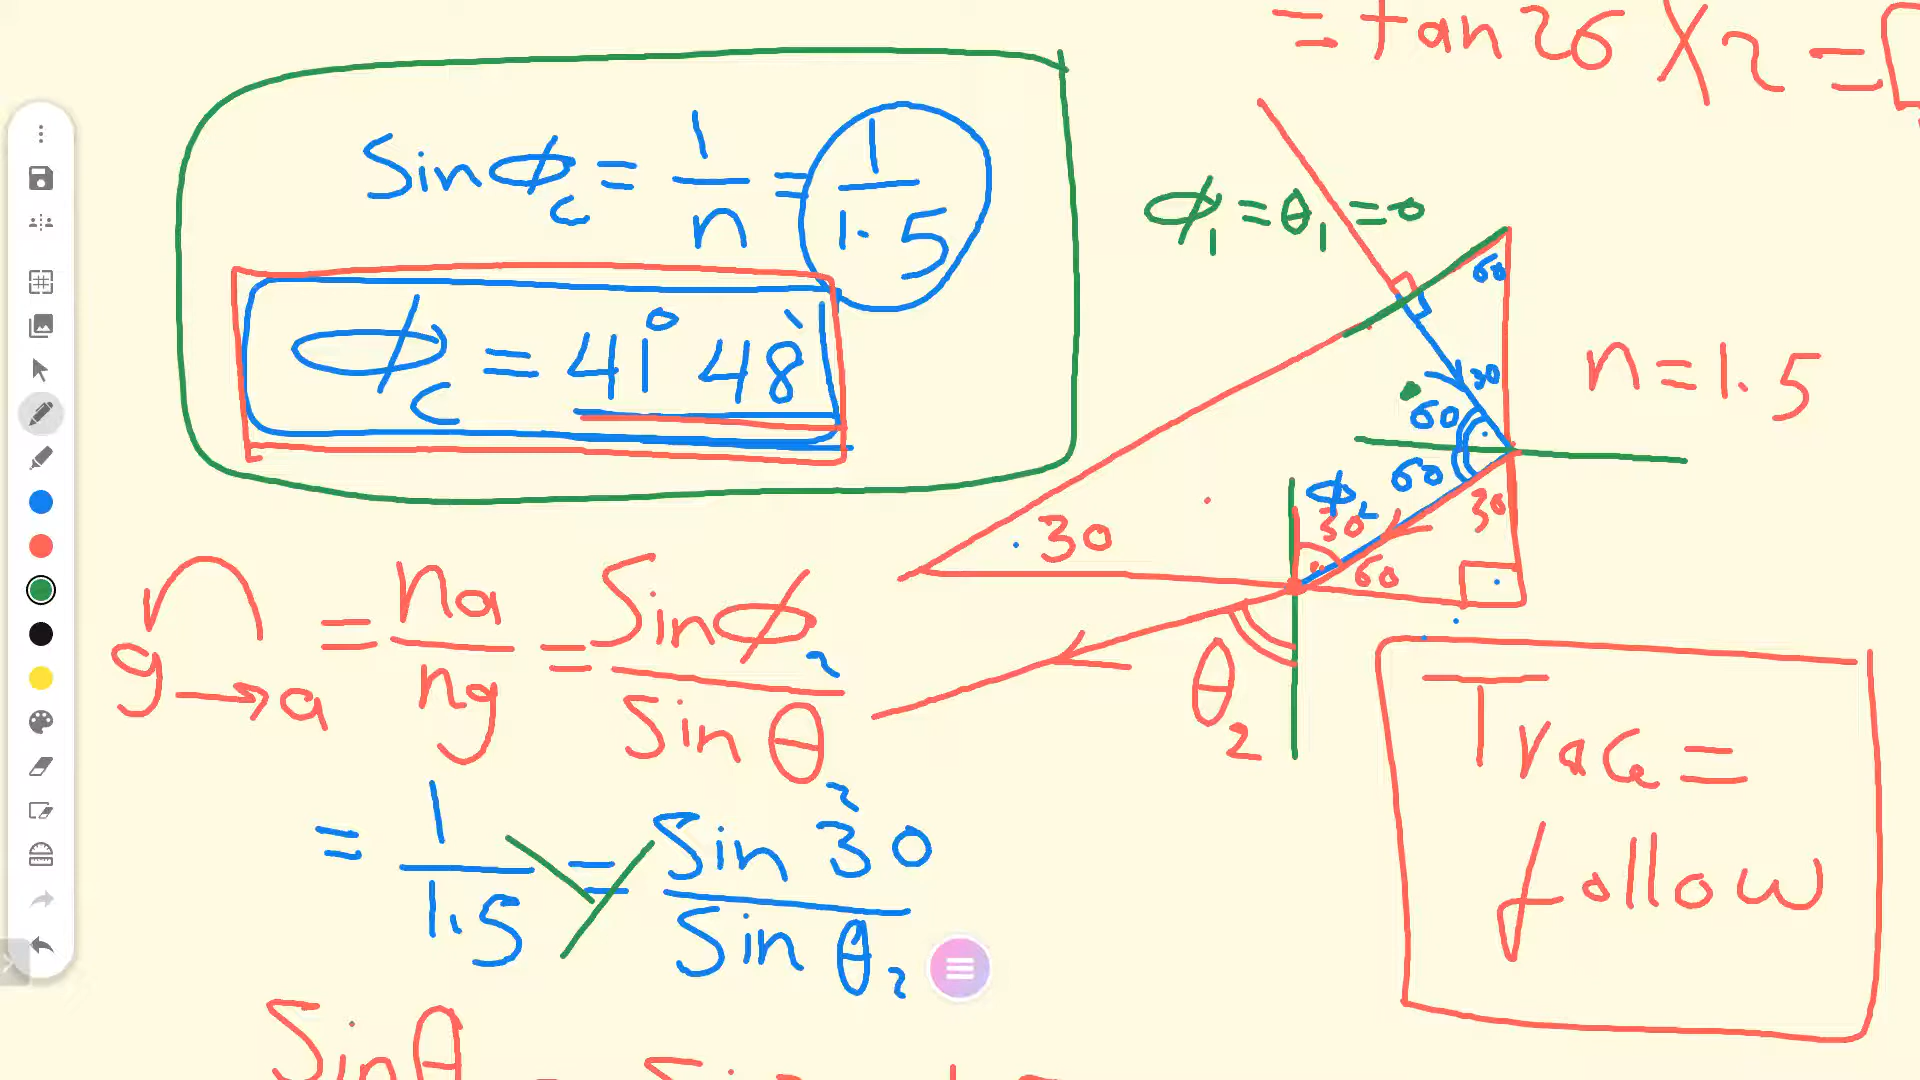 = tan 26 × 2 =
Sin ϕc = 1/n = 1/1.5
ϕc = 41° 48`
ϕ1 = θ1 = 0
60
30
n = 1.5
60
60
ϕ2
30
30
30
60
θ2
n g→a = na/ng = Sin ϕ2/Sin θ2
= 1/1.5 = Sin 30/Sin θ2
Trace =
follow
Sin θ